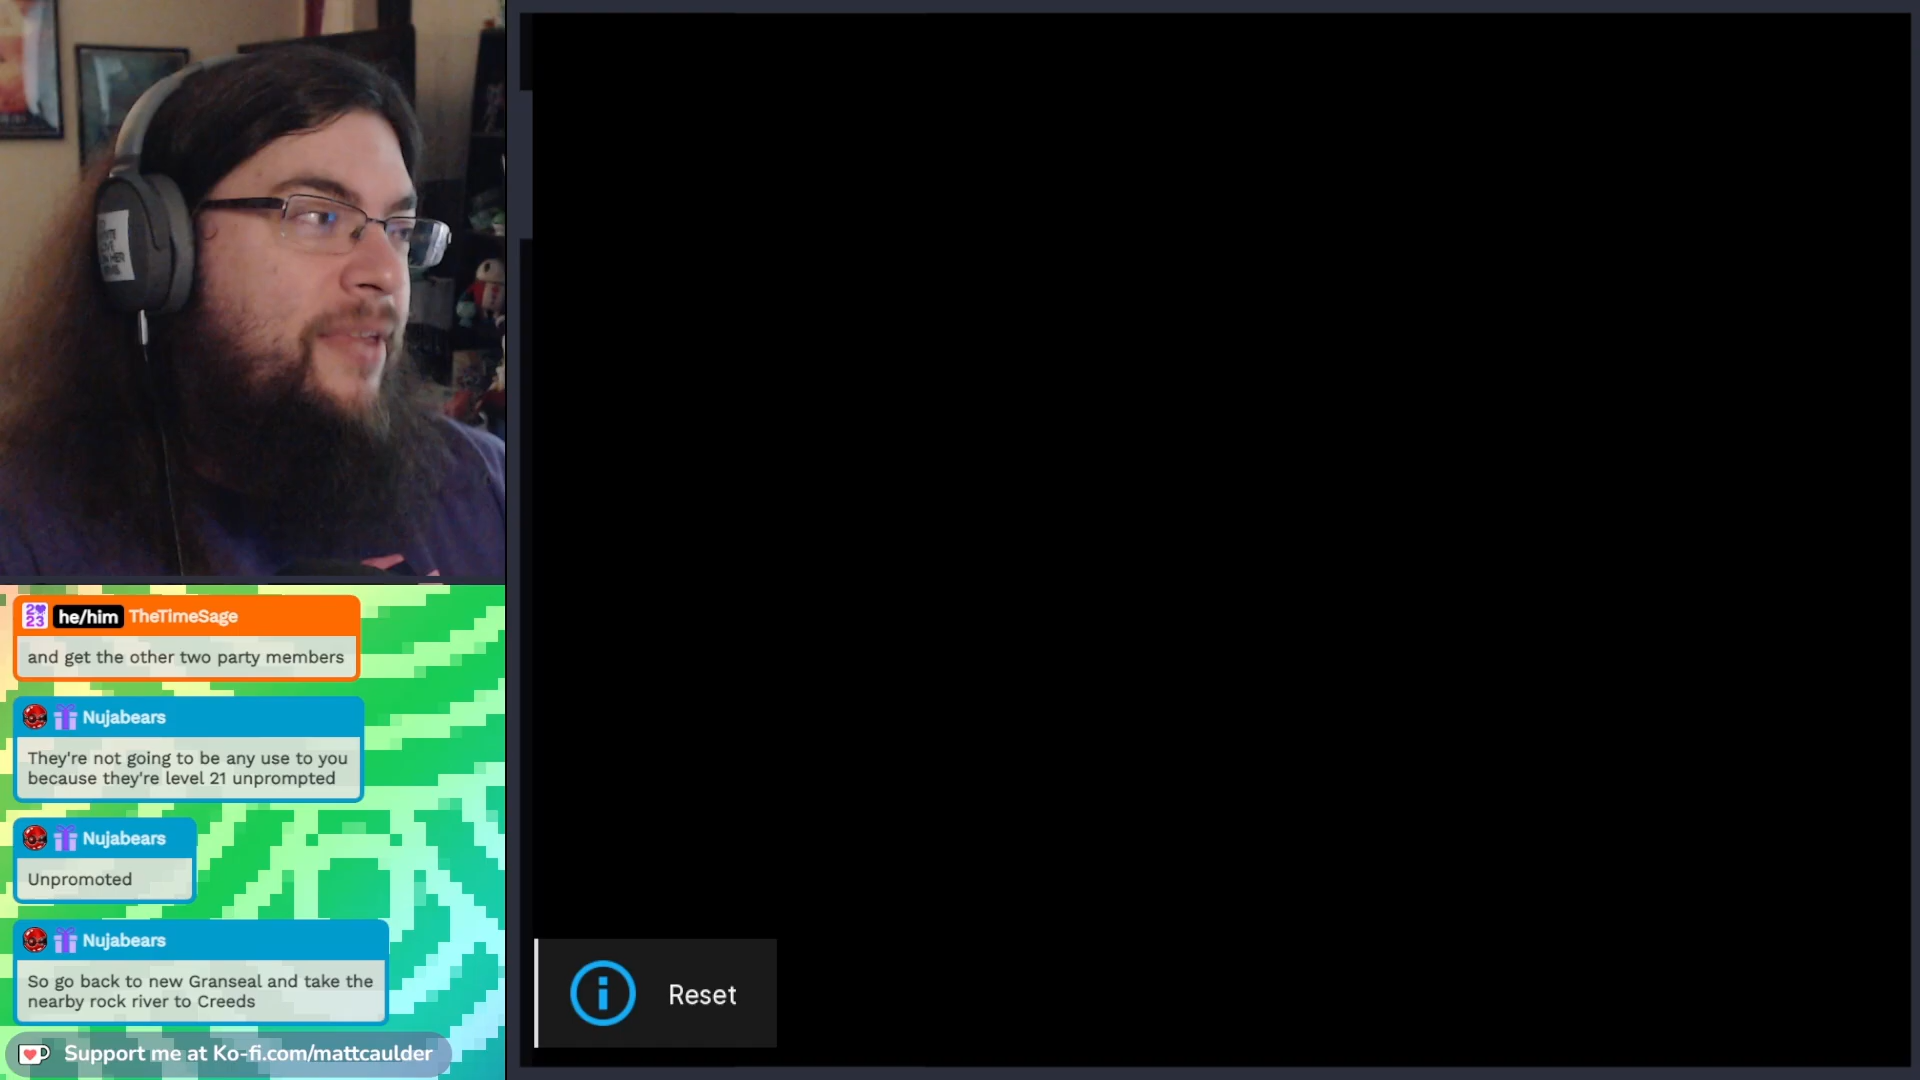 he/him TheTimeSage
and get the other two party members
Nujabears
They're not going to be any use to you
because they're level 21 unprompted
Nujabears
Unpromoted
Nujabears
So go back to new Granseal and take the
nearby rock river to Creeds
Support me at Ko-fi.com/mattcaulder
Reset